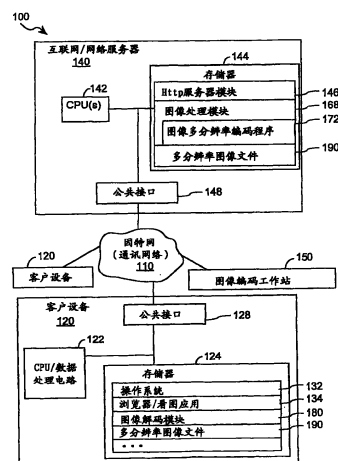 100
互联网/网络服务器
140
142
CPU(s)
144
存储器
Http服务器模块
146
图像处理模块
168
图像多分辨率编码程序
172
多分辨率图像文件
190
公共接口
148
因特网
(通讯网络)
110
120
客户设备
150
图像编码工作站
客户设备
120
公共接口
128
122
CPU/数据
处理电路
124
存储器
操作系统
132
浏览器/看图应用
134
图像解码模块
180
多分辨率图像文件
190
• • •